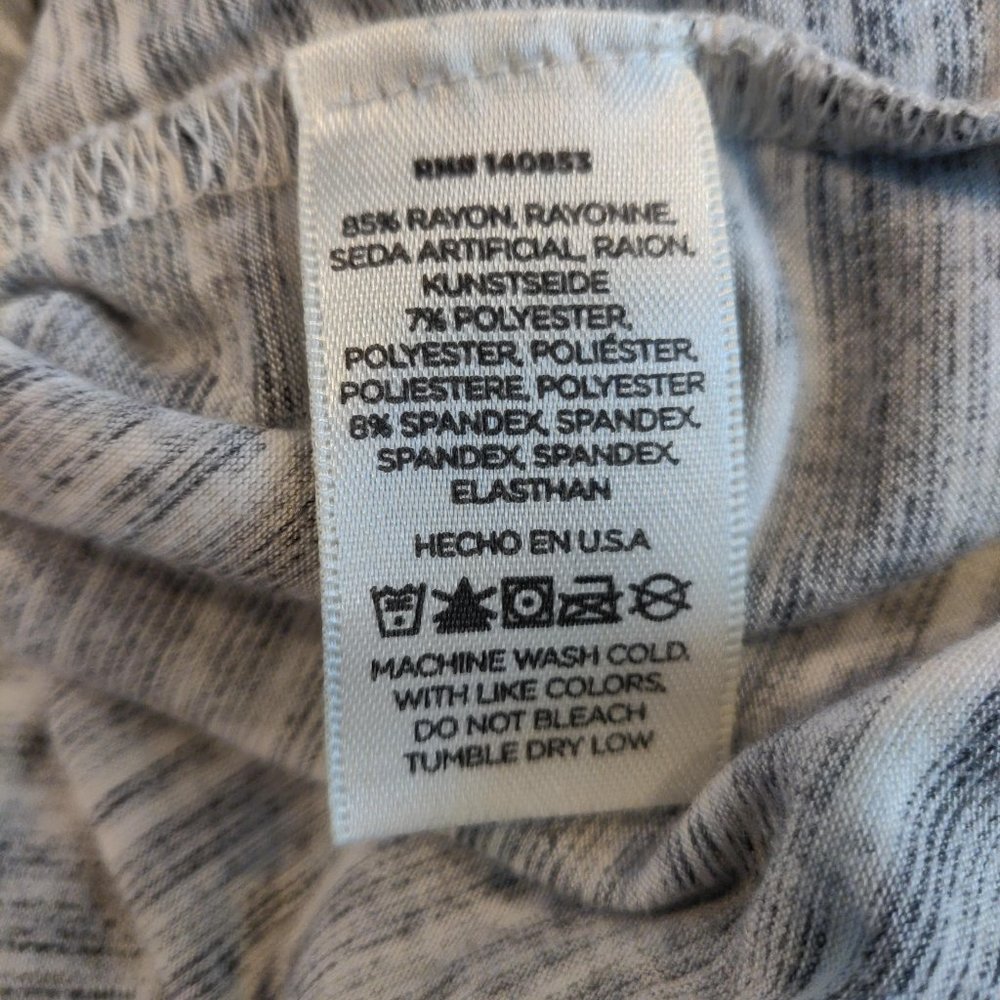 RN# 140853
85% RAYON, RAYONNE,
SEDA ARTIFICIAL, RAION,
KUNSTSEIDE
7% POLYESTER,
POLYESTER, POLIÉSTER,
POLIESTERE, POLYESTER
8% SPANDEX, SPANDEX,
SPANDEX, SPANDEX,
ELASTHAN
HECHO EN U.S.A
MACHINE WASH COLD,
WITH LIKE COLORS,
DO NOT BLEACH
TUMBLE DRY LOW